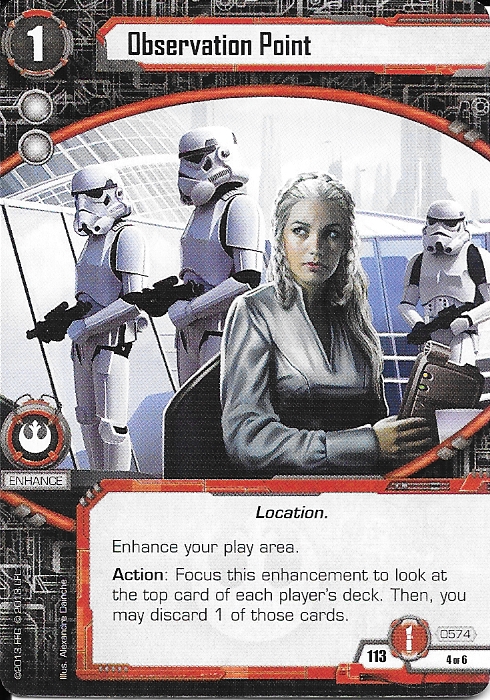 1
Observation Point
ENHANCE
Location.
Enhance your play area.
Action: Focus this enhancement to look at
the top card of each player's deck. Then, you
may discard 1 of those cards.
©2013 FFG © 2013 LFL
Illus. Alexandre Dainche
113
0574
4 of 6